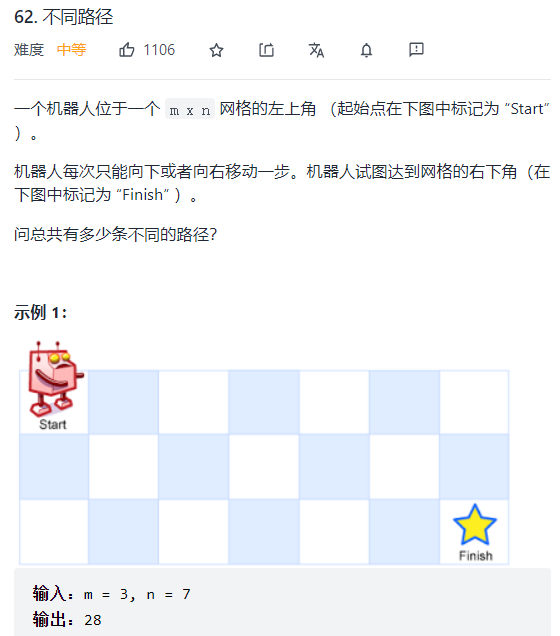 62. 不同路径
难度 中等 1106
一个机器人位于一个 m x n 网格的左上角 （起始点在下图中标记为 “Start”
）。
机器人每次只能向下或者向右移动一步。机器人试图达到网格的右下角（在
下图中标记为 “Finish” ）。
问总共有多少条不同的路径？
示例 1：
Start
Finish
输入：m = 3, n = 7
输出：28